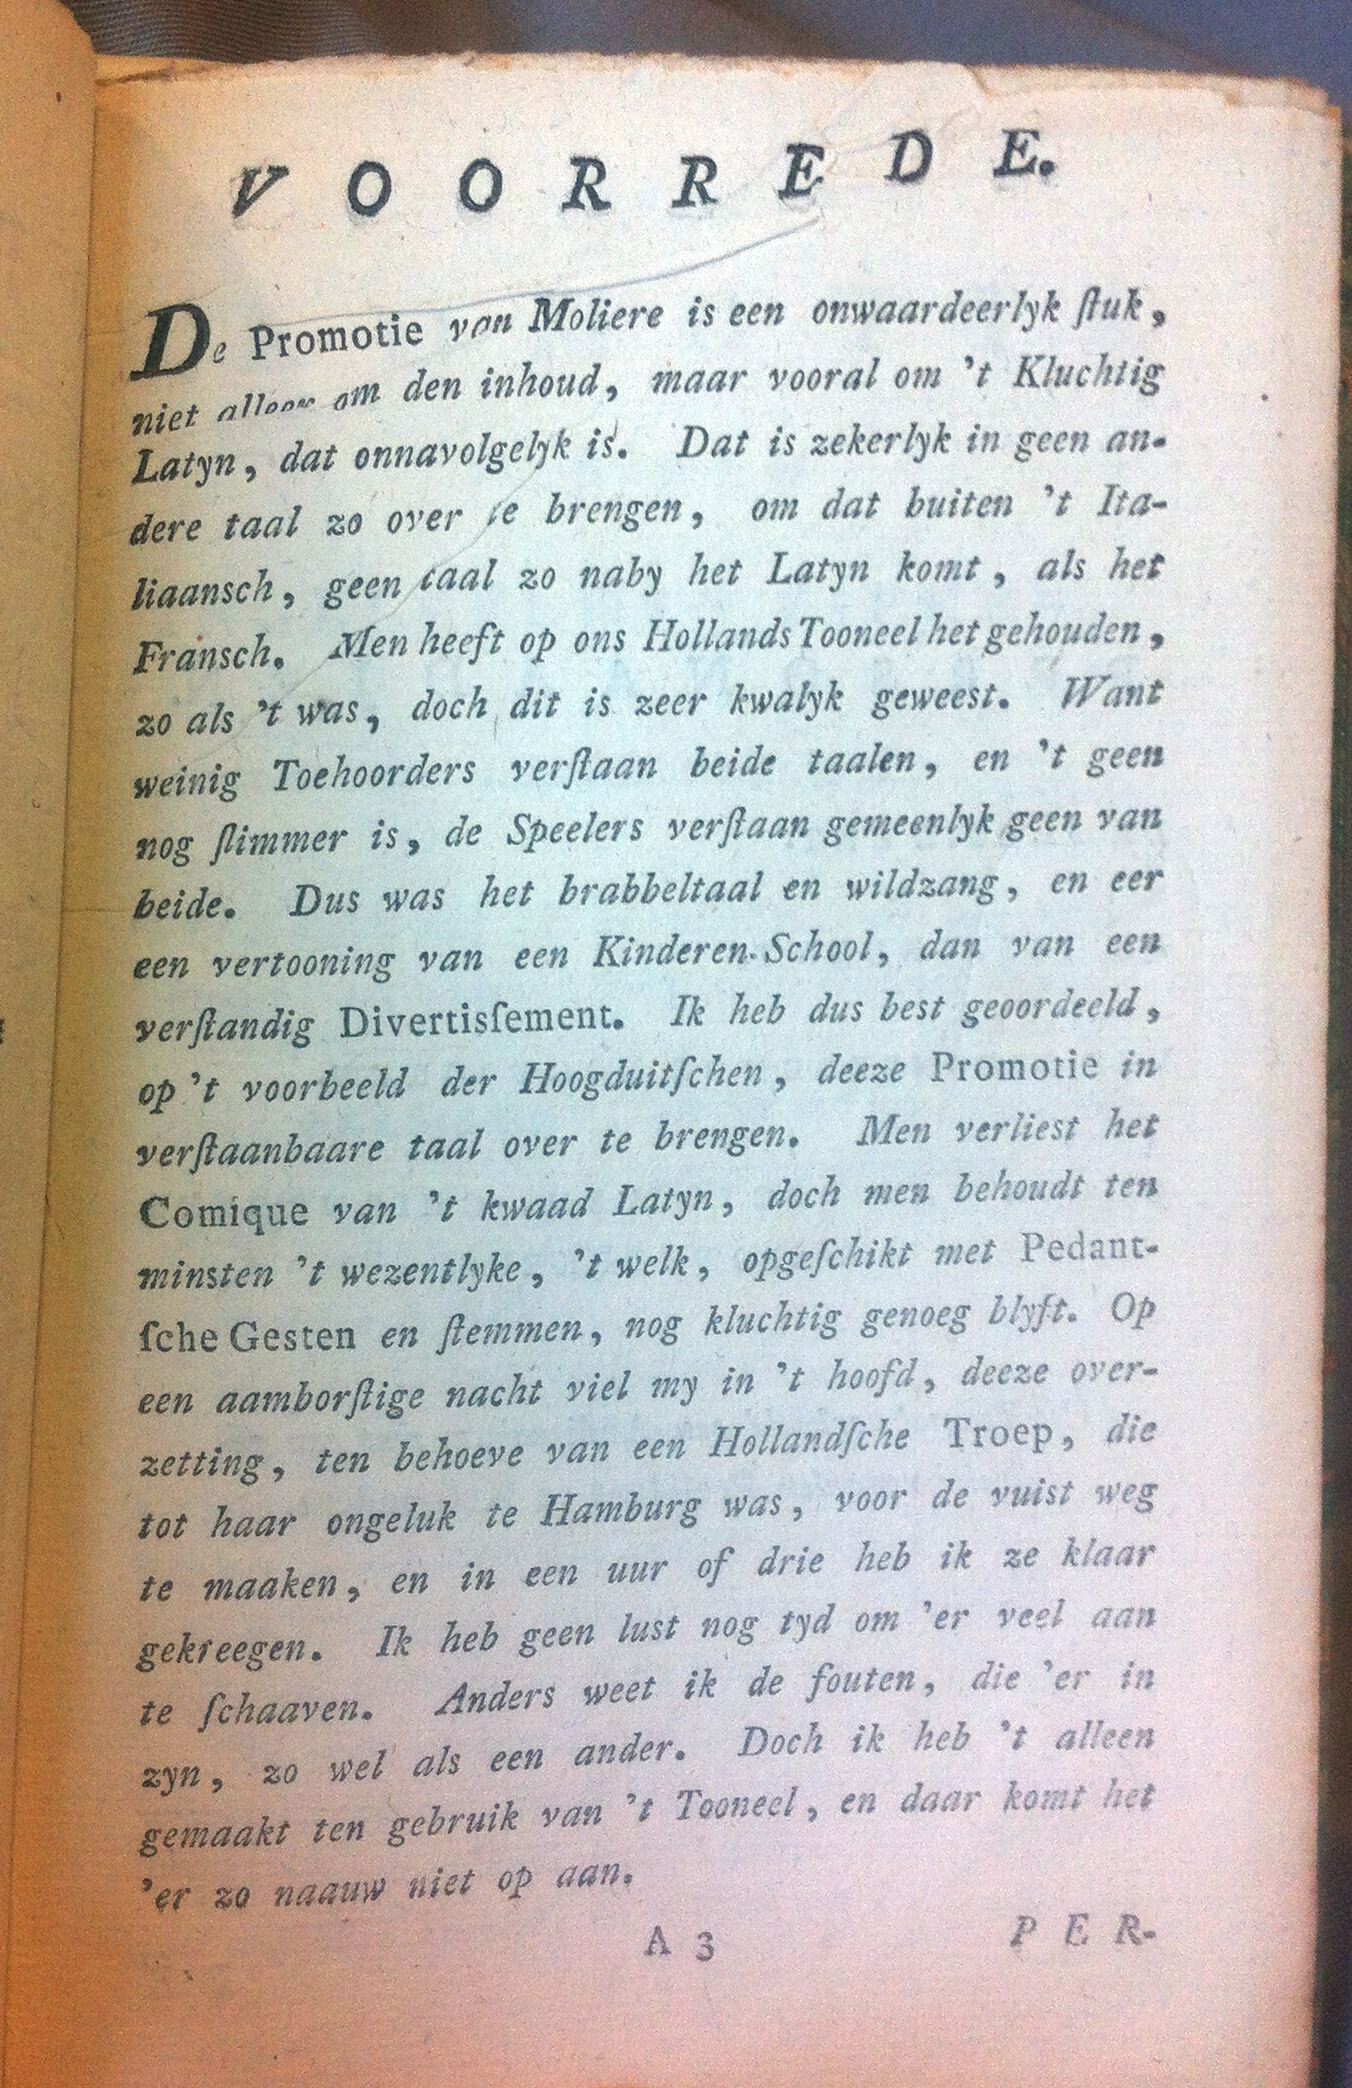 VOORREDE.
De Promotie van Moliere is een onwaardeerlyk ſtuk,
niet alleen om den inhoud, maar vooral om 't Kluchtig
Latyn, dat onnavolgelyk is. Dat is zekerlyk in geen an-
dere taal zo over te brengen, om dat buiten 't Ita-
liaansch, geen taal zo naby het Latyn komt, als het
Fransch. Men heeft op ons Hollands Tooneel het gehouden,
zo als 't was, doch dit is zeer kwalyk geweest. Want
weinig Toehoorders verſtaan beide taalen, en 't geen
nog ſlimmer is, de Speelers verſtaan gemeenlyk geen van
beide. Dus was het brabbeltaal en wildzang, en eer
een vertooning van een Kinderen-School, dan van een
verſtandig Divertisſement. Ik heb dus best geoordeeld,
op 't voorbeeld der Hoogduitſchen, deeze Promotie in
verſtaanbaare taal over te brengen. Men verliest het
Comique van 't kwaad Latyn, doch men behoudt ten
minsten 't wezentlyke, 't welk, opgeſchikt met Pedant-
ſche Gesten en ſtemmen, nog kluchtig genoeg blyft. Op
een aamborſtige nacht viel my in 't hoofd, deeze over-
zetting, ten behoeve van een Hollandſche Troep, die
tot haar ongeluk te Hamburg was, voor de vuist weg
te maaken, en in een uur of drie heb ik ze klaar
gekreegen. Ik heb geen lust nog tyd om 'er veel aan
te ſchaaven. Anders weet ik de fouten, die 'er in
zyn, zo wel als een ander. Doch ik heb 't alleen
gemaakt ten gebruik van 't Tooneel, en daar komt het
'er zo naauw niet op aan.
A 3
PER-